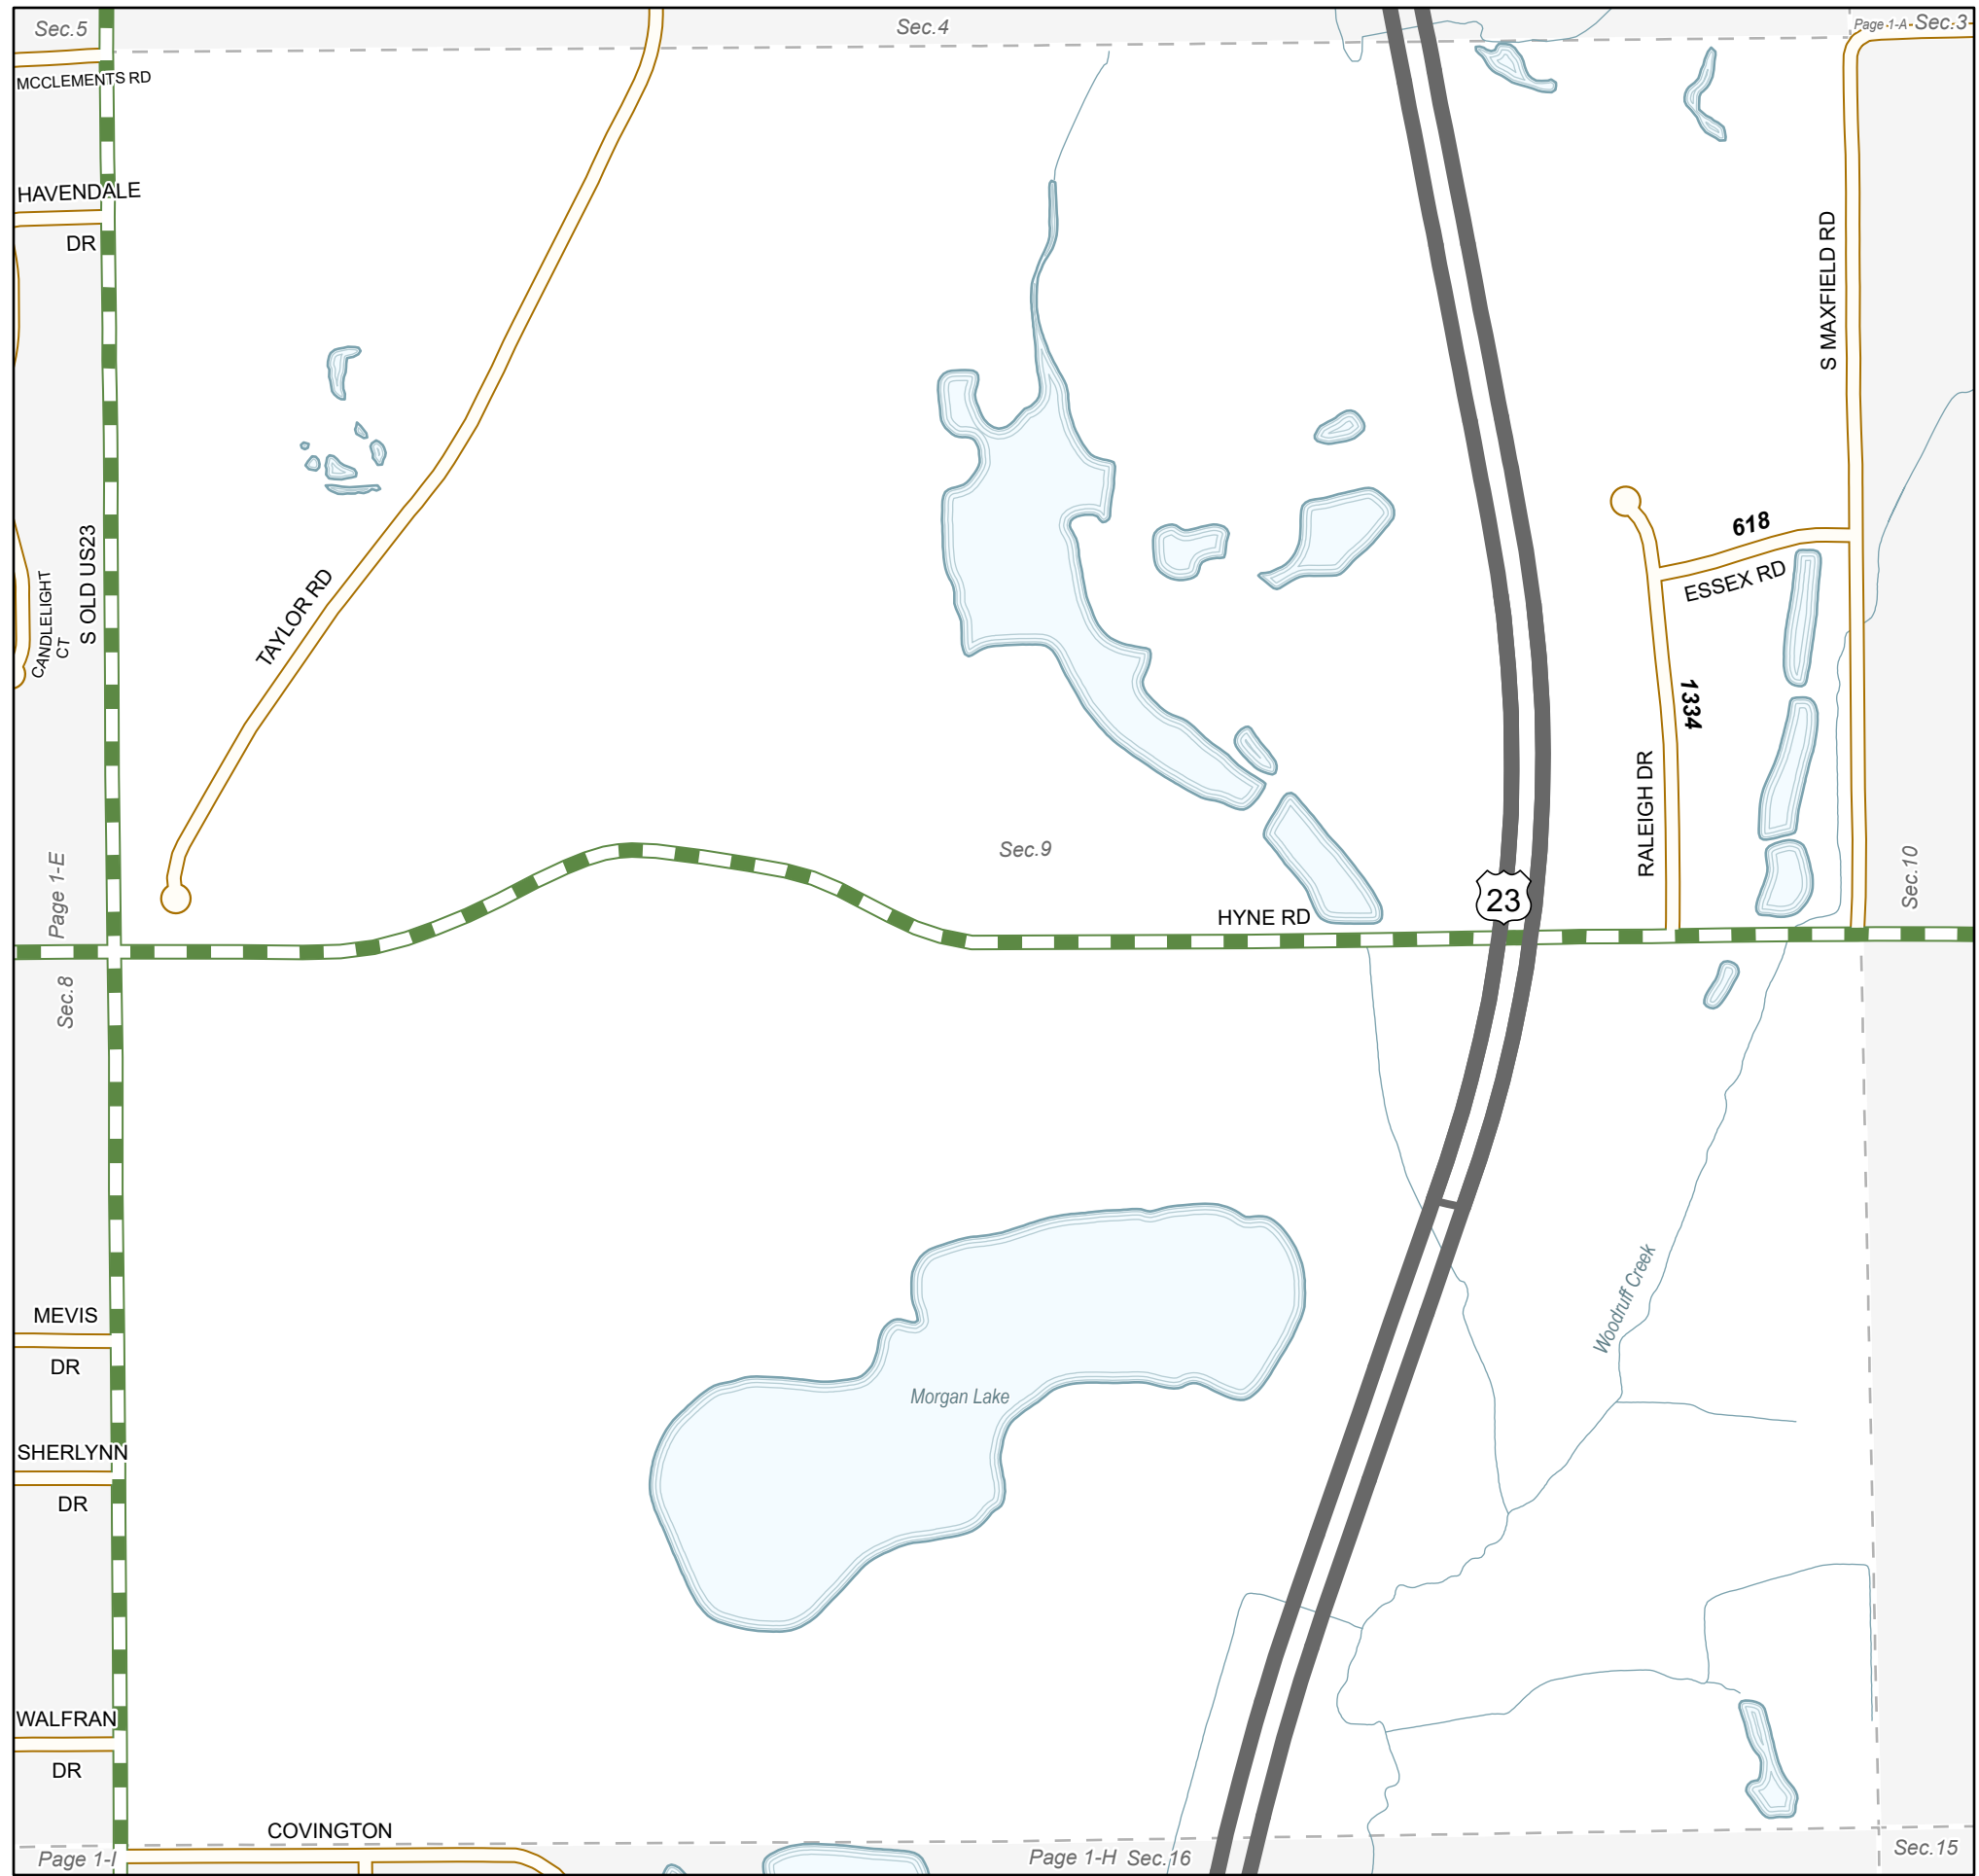 Sec.5
Sec.4
Page 1-A
Sec.3
MCCLEMENTS RD
HAVENDALE
DR
S MAXFIELD RD
S OLD US23
CANDLELIGHT
CT
TAYLOR RD
618
ESSEX RD
1334
RALEIGH DR
Page 1-E
Sec.9
Sec.10
23
HYNE RD
Sec.8
Woodruff Creek
MEVIS
DR
Morgan Lake
SHERLYNN
DR
WALFRAN
DR
COVINGTON
Page 1-I
Page 1-H
Sec.16
Sec.15